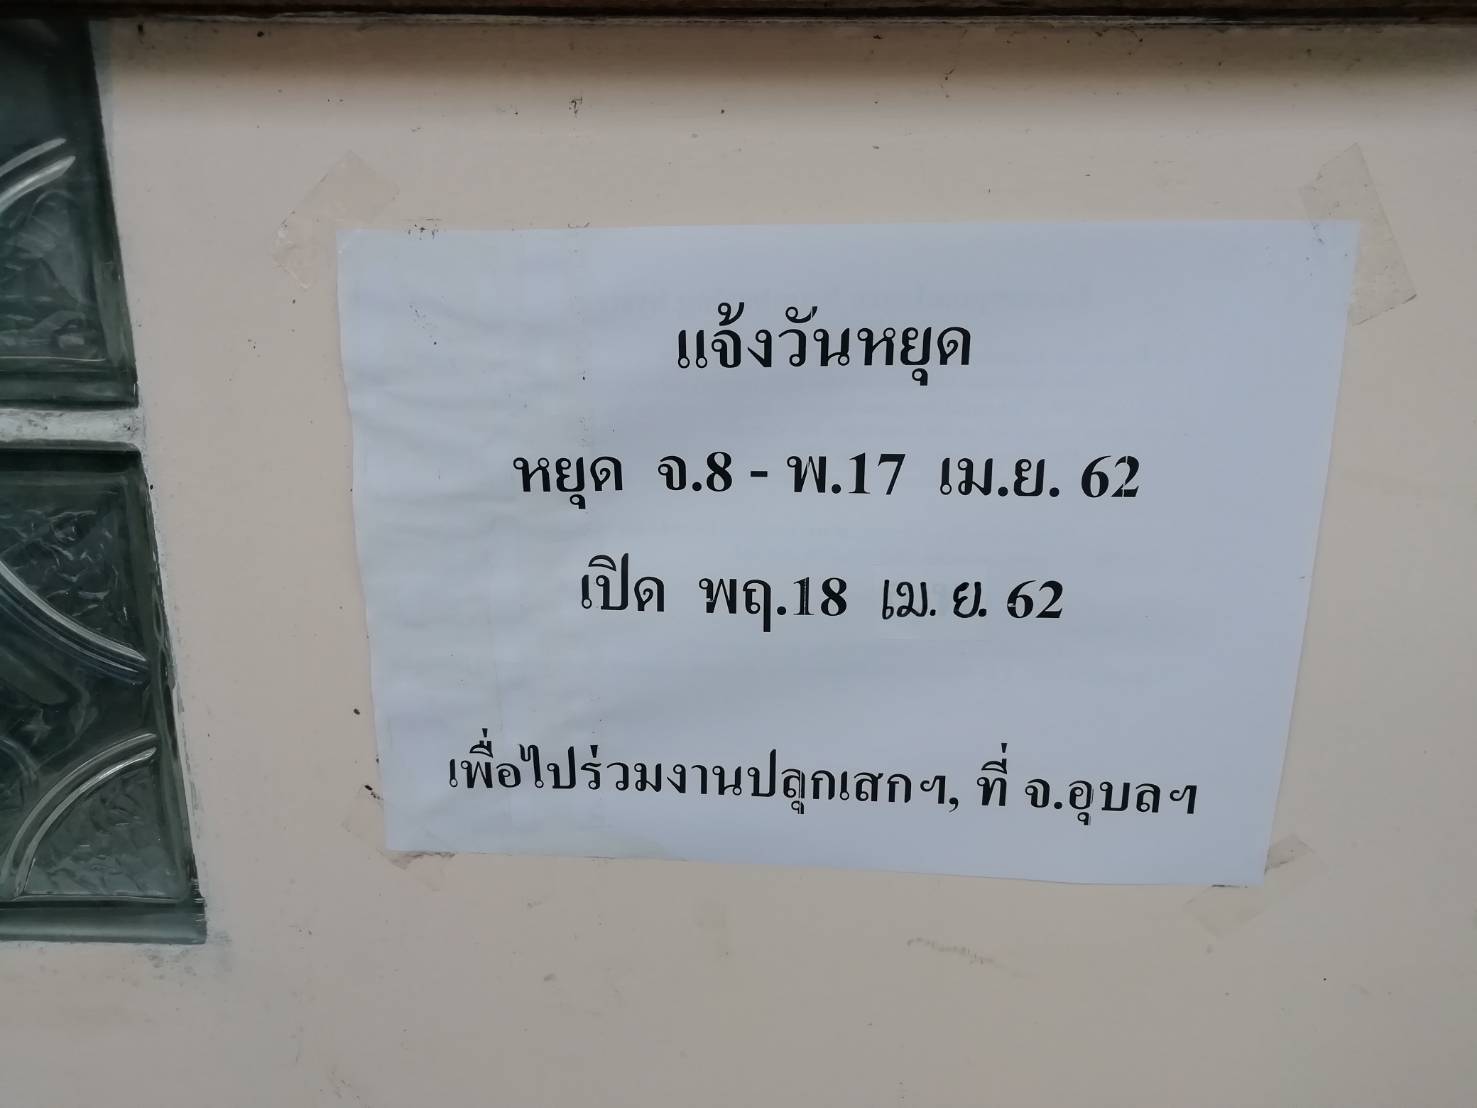 แจ้งวันหยุด
หยุด จ.8 - พ.17 เม.ย. 62
เปิด พฤ.18 เม. ย. 62
เพื่อไปร่วมงานปลุกเสกฯ, ที่ จ.อุบลฯ